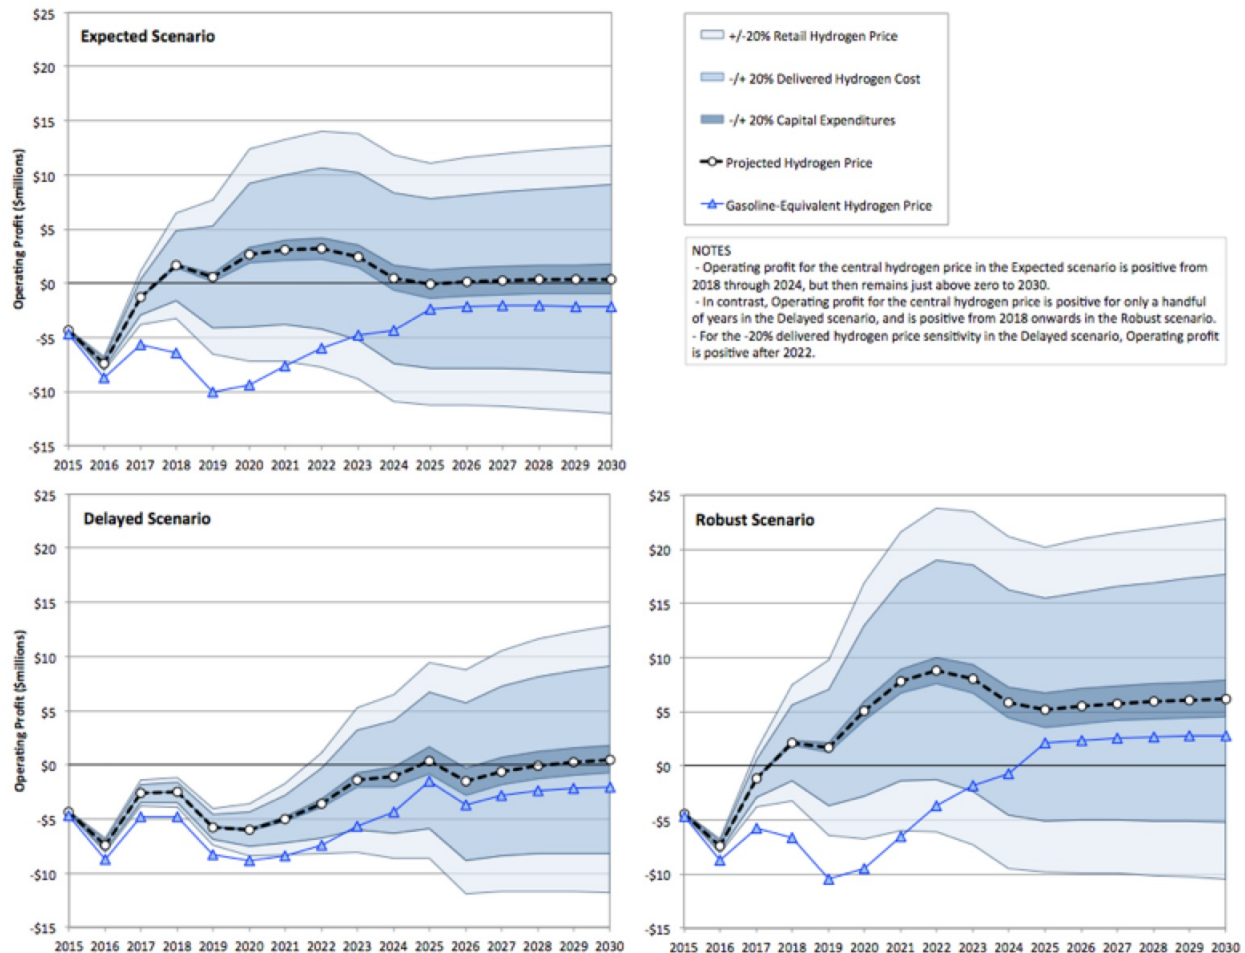 $25
Expected Scenario
$20
$15
$10
$5
$0
-$5
-$10
-$15
Operating Profit ($millions)
2015 2016 2017 2018 2019 2020 2021 2022 2023 2024 2025 2026 2027 2028 2029 2030
+/-20% Retail Hydrogen Price
-/+ 20% Delivered Hydrogen Cost
-/+ 20% Capital Expenditures
Projected Hydrogen Price
Gasoline-Equivalent Hydrogen Price
NOTES
- Operating profit for the central hydrogen price in the Expected scenario is positive from
2018 through 2024, but then remains just above zero to 2030.
- In contrast, Operating profit for the central hydrogen price is positive for only a handful
of years in the Delayed scenario, and is positive from 2018 onwards in the Robust scenario.
- For the -20% delivered hydrogen price sensitivity in the Delayed scenario, Operating profit
is positive after 2022.
$25
Delayed Scenario
$20
$15
$10
$5
$0
-$5
-$10
-$15
Operating Profit ($millions)
2015 2016 2017 2018 2019 2020 2021 2022 2023 2024 2025 2026 2027 2028 2029 2030
$25
Robust Scenario
$20
$15
$10
$5
$0
-$5
-$10
-$15
2015 2016 2017 2018 2019 2020 2021 2022 2023 2024 2025 2026 2027 2028 2029 2030